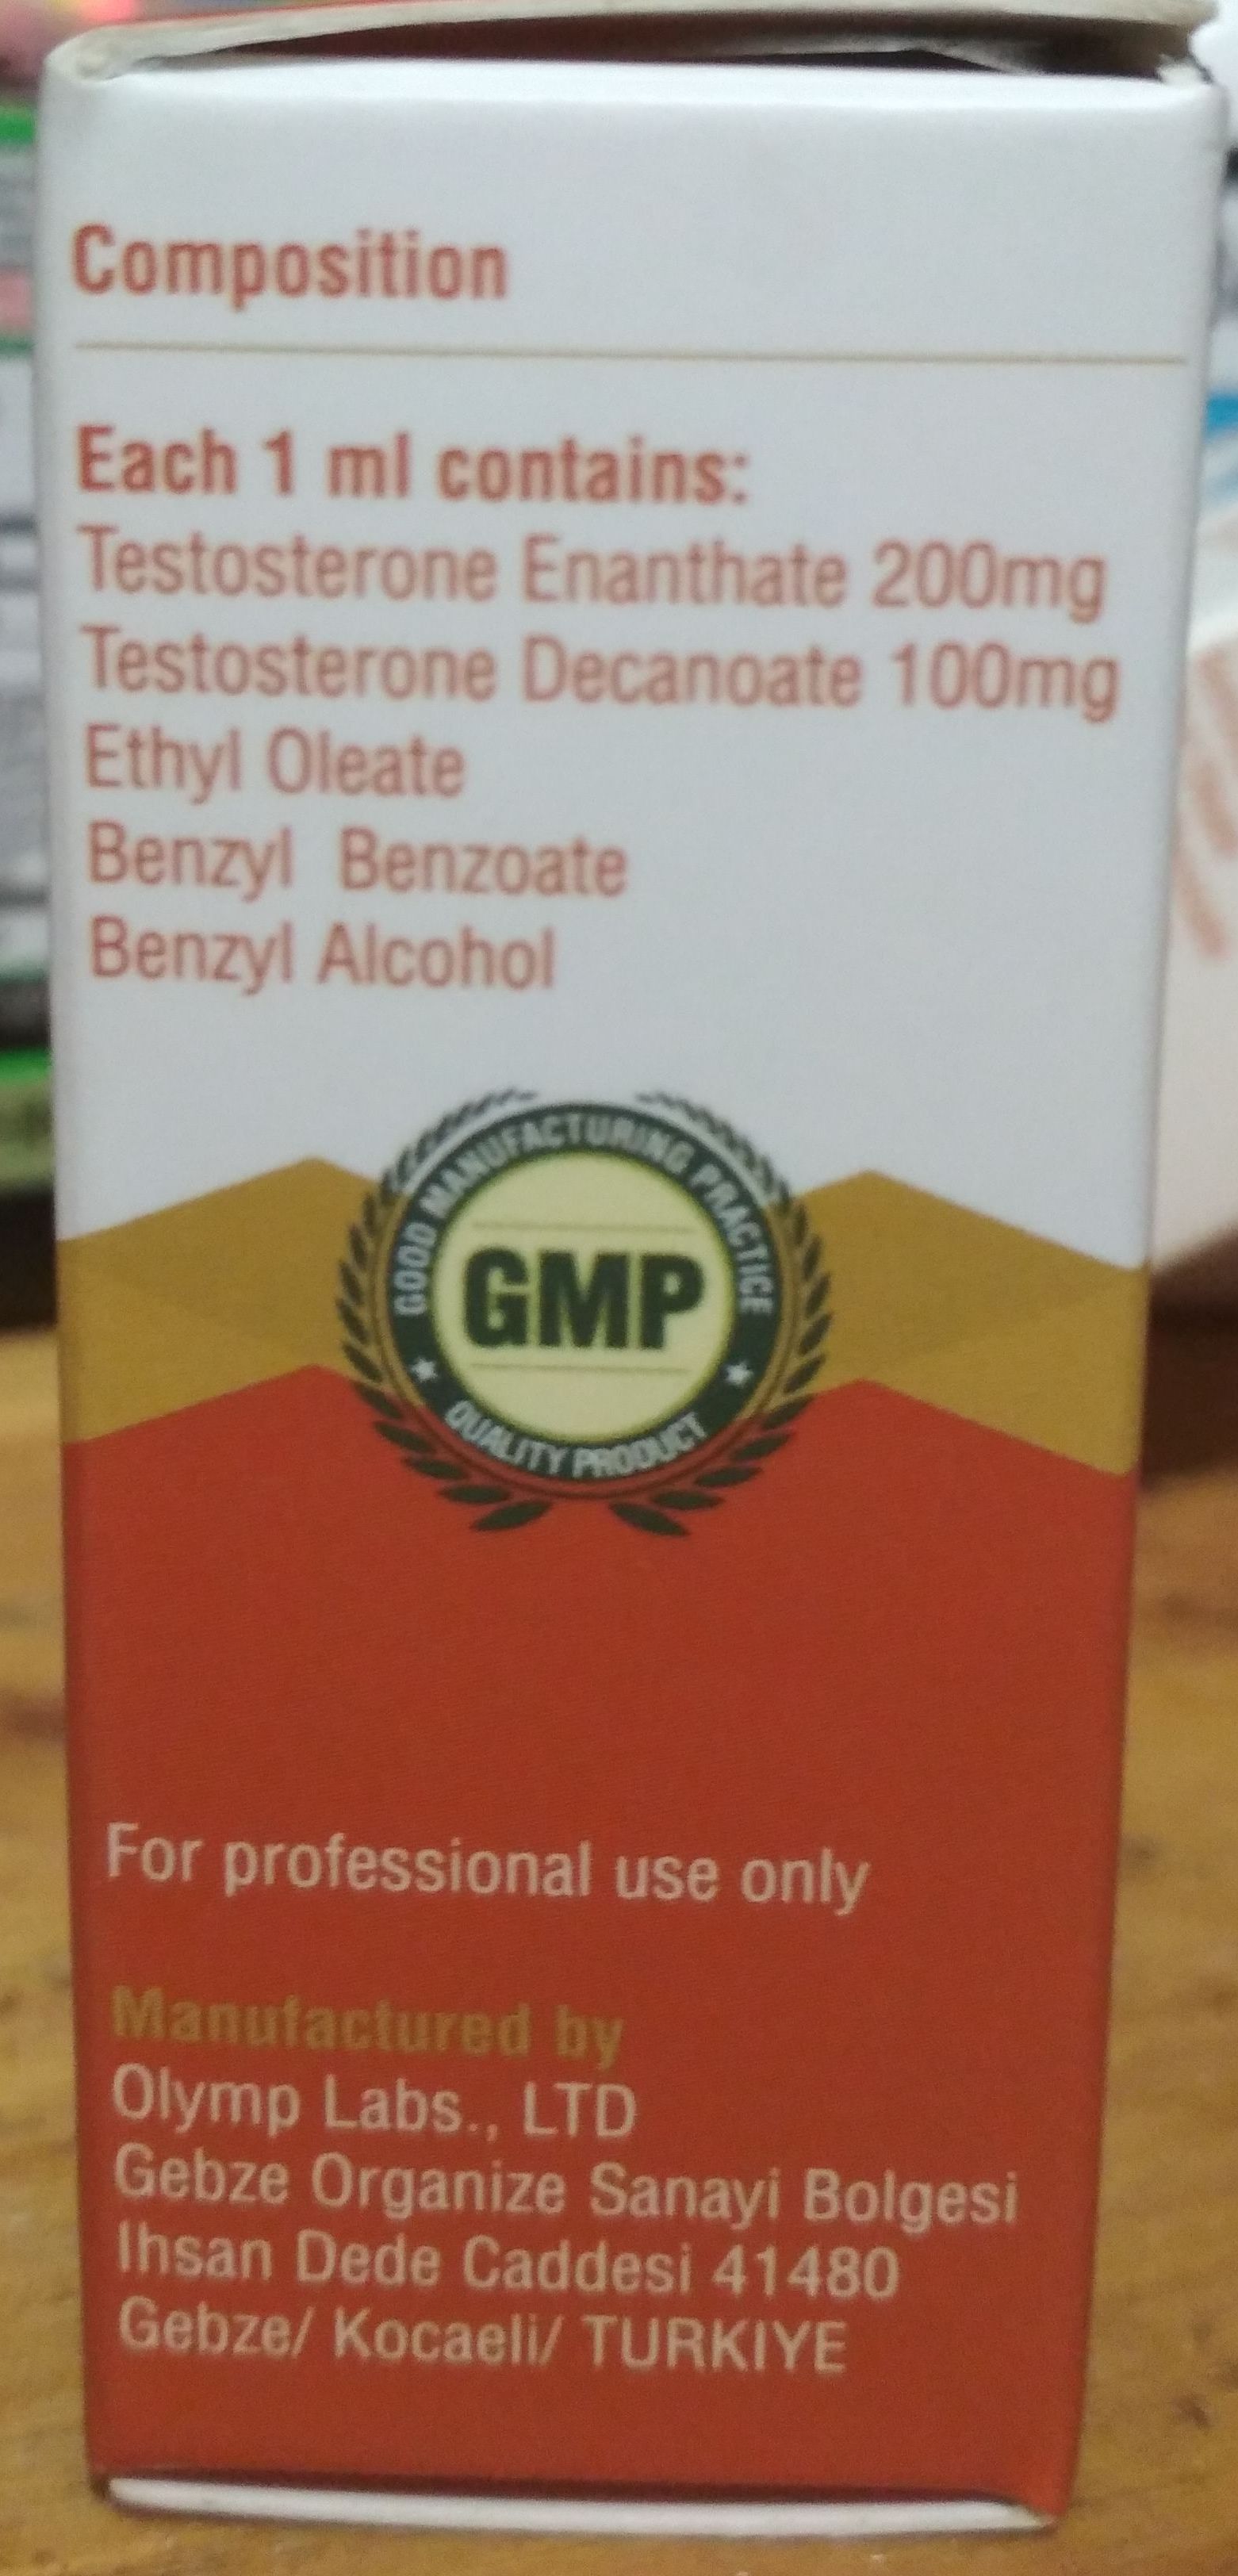 Composition
Each 1 ml contains:
Testosterone Enanthate 200mg
Testosterone Decanoate 100mg
Ethyl Oleate
Benzyl Benzoate
Benzyl Alcohol
GOOD MANUFACTURING PRACTICE
GMP
QUALITY PRODUCT
For professional use only
Manufactured by
Olymp Labs., LTD
Gebze Organize Sanayi Bolgesi
Ihsan Dede Caddesi 41480
Gebze/ Kocaeli/ TURKIYE